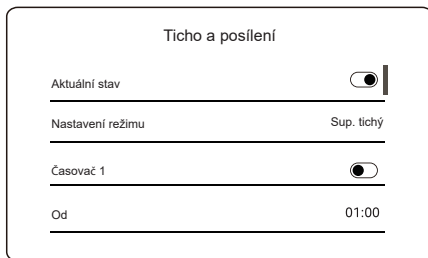 Ticho a posílení
Aktuální stav
Nastavení režimu Sup. tichý
Časovač 1
Od 01:00